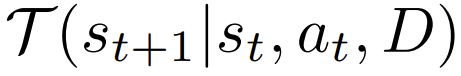 𝒯(s_{t+1}|s_t, a_t, D)